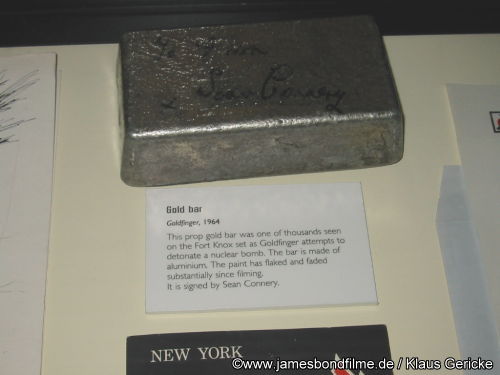 Sean Connery
Gold bar
Goldfinger, 1964
This prop gold bar was one of thousands seen
on the Fort Knox set as Goldfinger attempts to
detonate a nuclear bomb. The bar is made of
aluminium. The paint has flaked and faded
substantially since filming.
It is signed by Sean Connery.
NEW YORK
©www.jamesbondfilme.de / Klaus Gericke